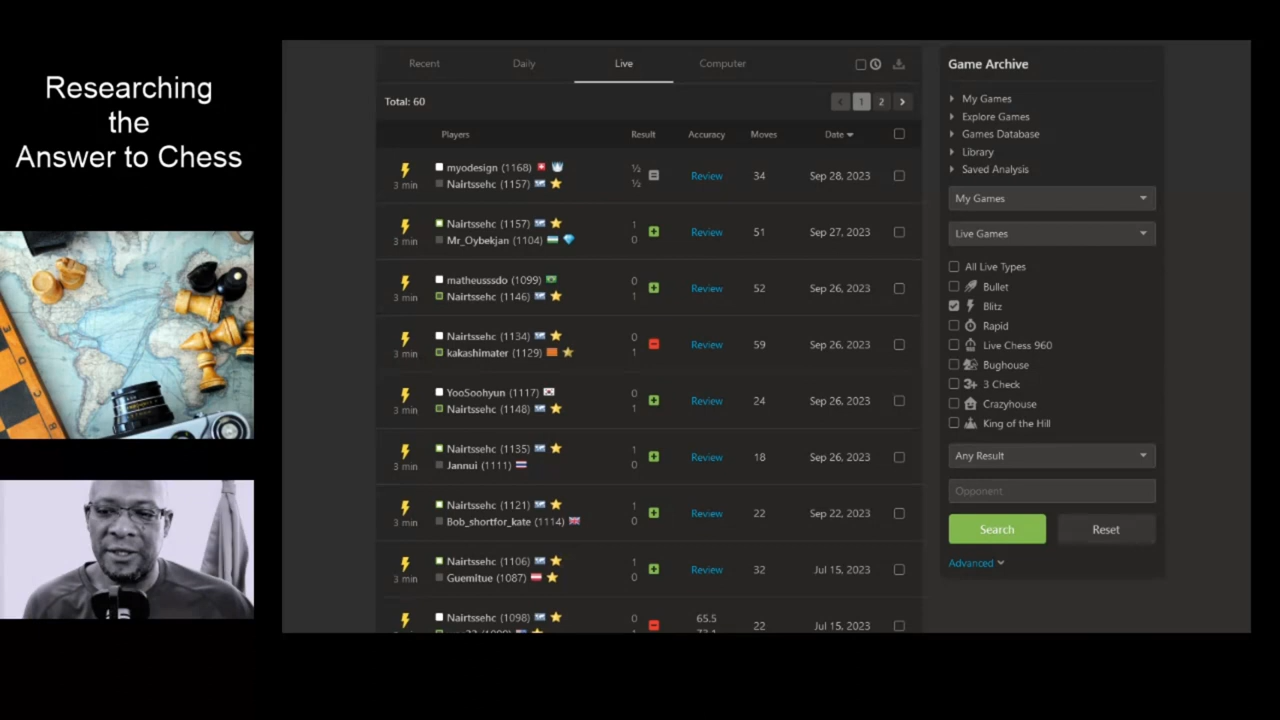 Researching
the
Answer to Chess
Recent Daily Live Computer
Total: 60
1 2
Players Result Accuracy Moves Date
3 min
myodesign (1168) ½
Nairtssehc (1157) ½
Review 34 Sep 28, 2023
3 min
Nairtssehc (1157) 1
Mr_Oybekjan (1104) 0
Review 51 Sep 27, 2023
3 min
matheusssdo (1099) 0
Nairtssehc (1146) 1
Review 52 Sep 26, 2023
3 min
Nairtssehc (1134) 0
kakashimater (1129) 1
Review 59 Sep 26, 2023
3 min
YooSoohyun (1117) 0
Nairtssehc (1148) 1
Review 24 Sep 26, 2023
3 min
Nairtssehc (1135) 1
Jannui (1111) 0
Review 18 Sep 26, 2023
3 min
Nairtssehc (1121) 1
Bob_shortfor_kate (1114) 0
Review 22 Sep 22, 2023
3 min
Nairtssehc (1106) 1
Guemitue (1087) 0
Review 32 Jul 15, 2023
Nairtssehc (1098) 0 65.5
22 Jul 15, 2023
Game Archive
My Games
Explore Games
Games Database
Library
Saved Analysis
My Games
Live Games
All Live Types
Bullet
Blitz
Rapid
Live Chess 960
Bughouse
3+ 3 Check
Crazyhouse
King of the Hill
Any Result
Opponent
Search Reset
Advanced